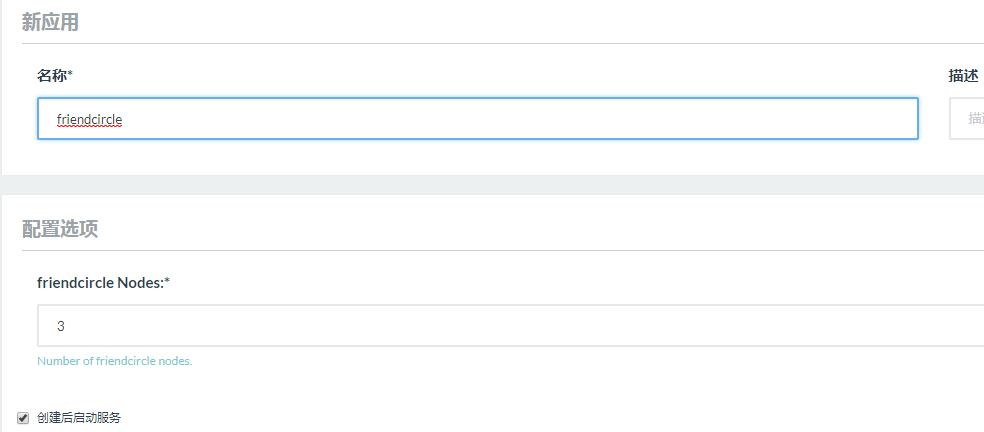 新应用
名称* 描述
friendcircle 描
配置选项
friendcircle Nodes:*
3
Number of friendcircle nodes.
创建后启动服务